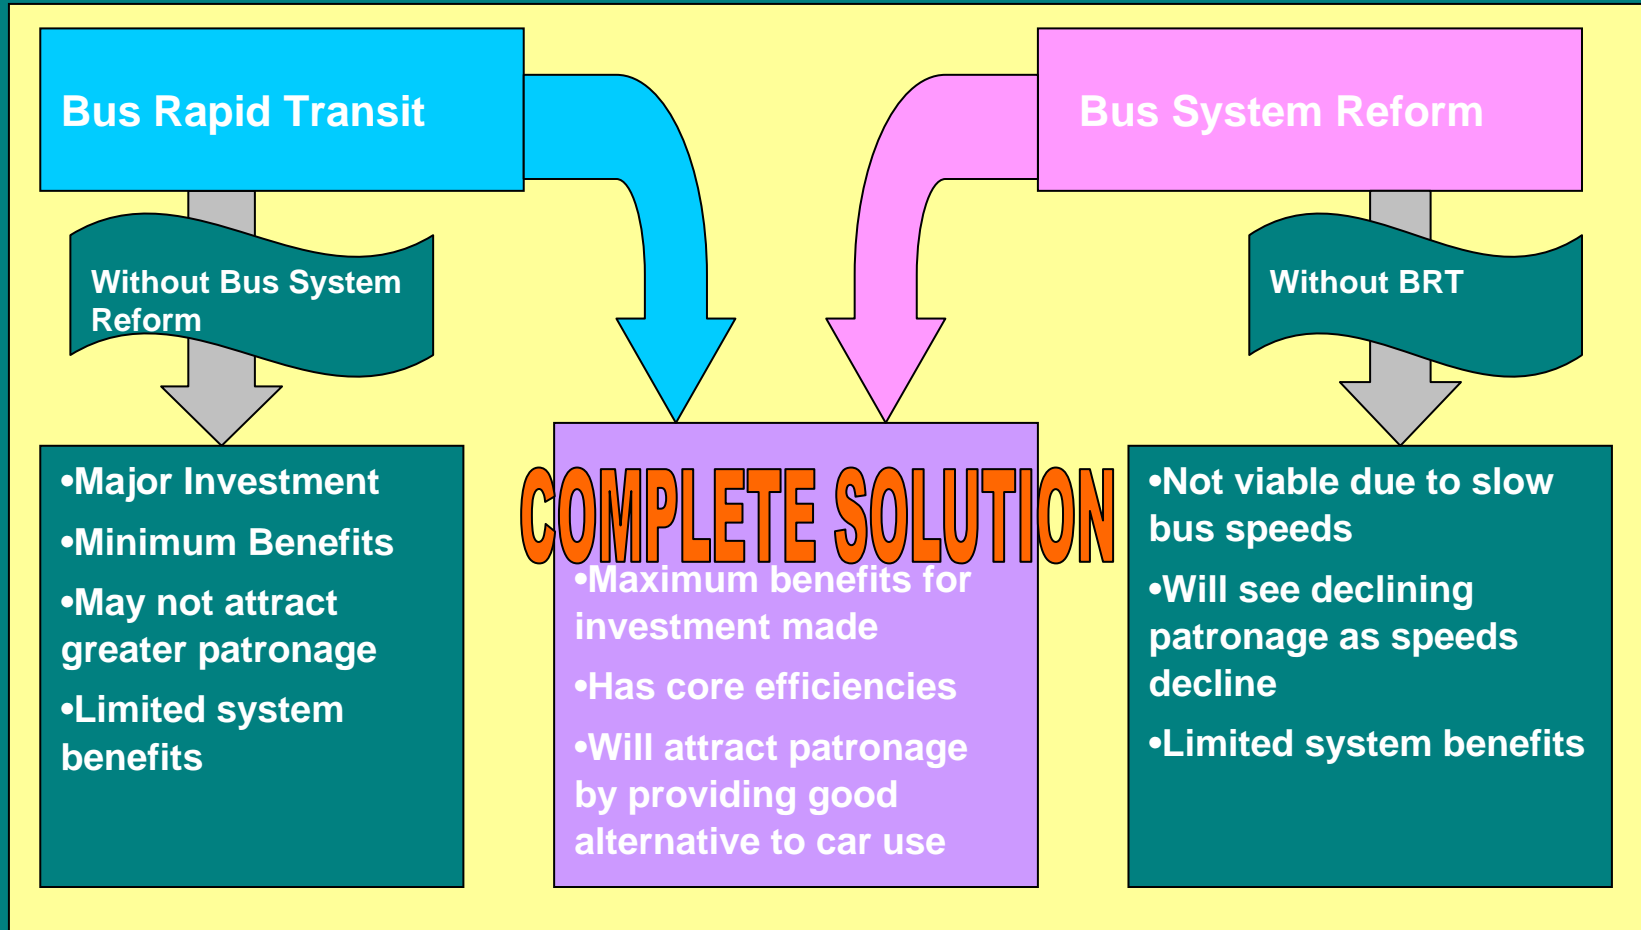 Bus Rapid Transit
Bus System Reform
Without Bus System
Reform
Without BRT
•Major Investment
•Minimum Benefits
•May not attract
greater patronage
•Limited system
benefits
COMPLETE SOLUTION
•Maximum benefits for
investment made
•Has core efficiencies
•Will attract patronage
by providing good
alternative to car use
•Not viable due to slow
bus speeds
•Will see declining
patronage as speeds
decline
•Limited system benefits